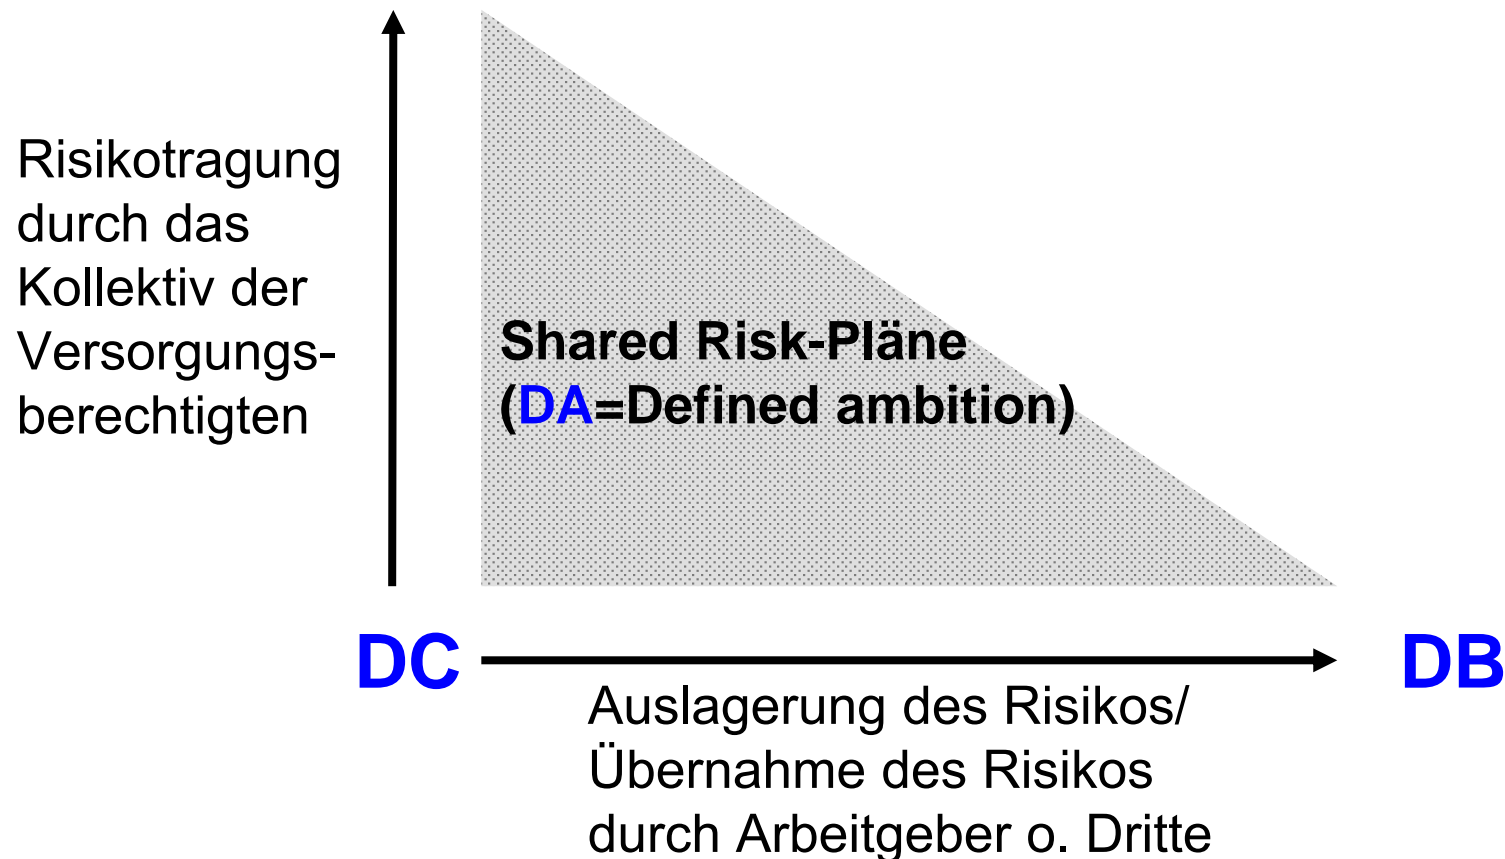 Risikotragung
durch das
Kollektiv der
Versorgungs-
berechtigten
Shared Risk-Pläne
(DA=Defined ambition)
DC
DB
Auslagerung des Risikos/
Übernahme des Risikos
durch Arbeitgeber o. Dritte